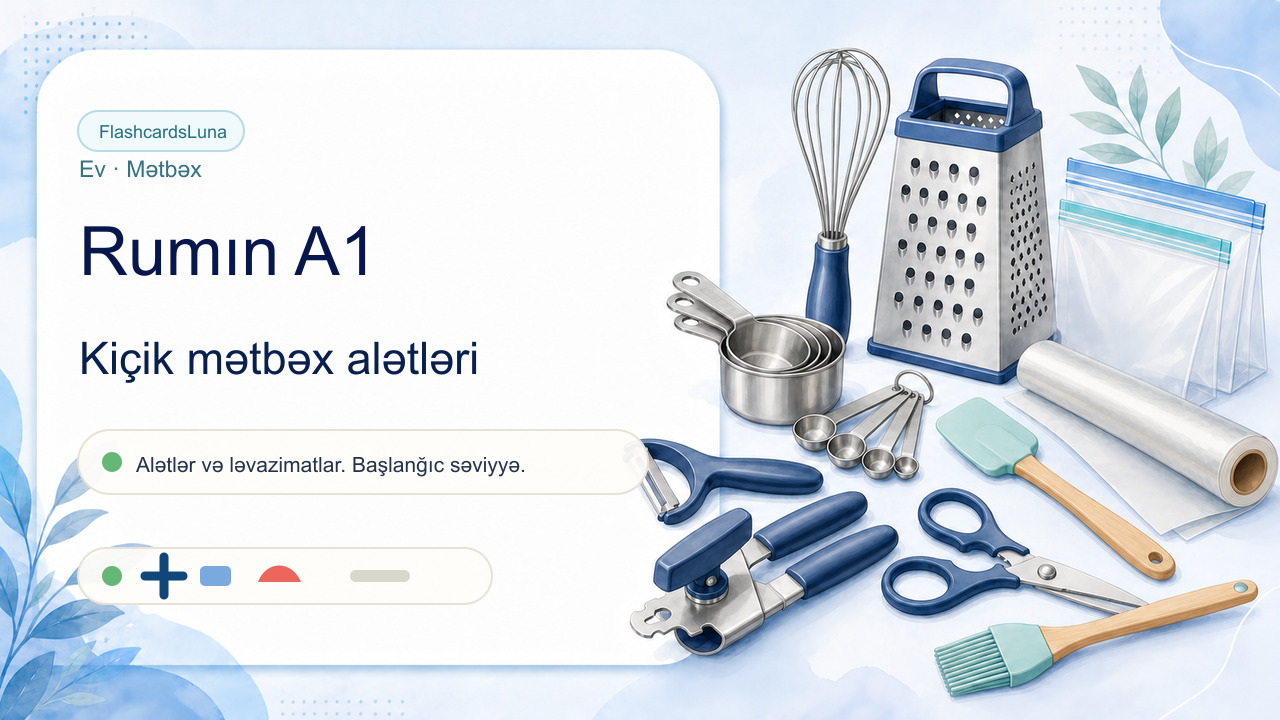 FlashcardsLuna
Ev · Mətbəx
Rumın A1
Kiçik mətbəx alətləri
Alətlər və ləvazimatlar. Başlanğıc səviyyə.